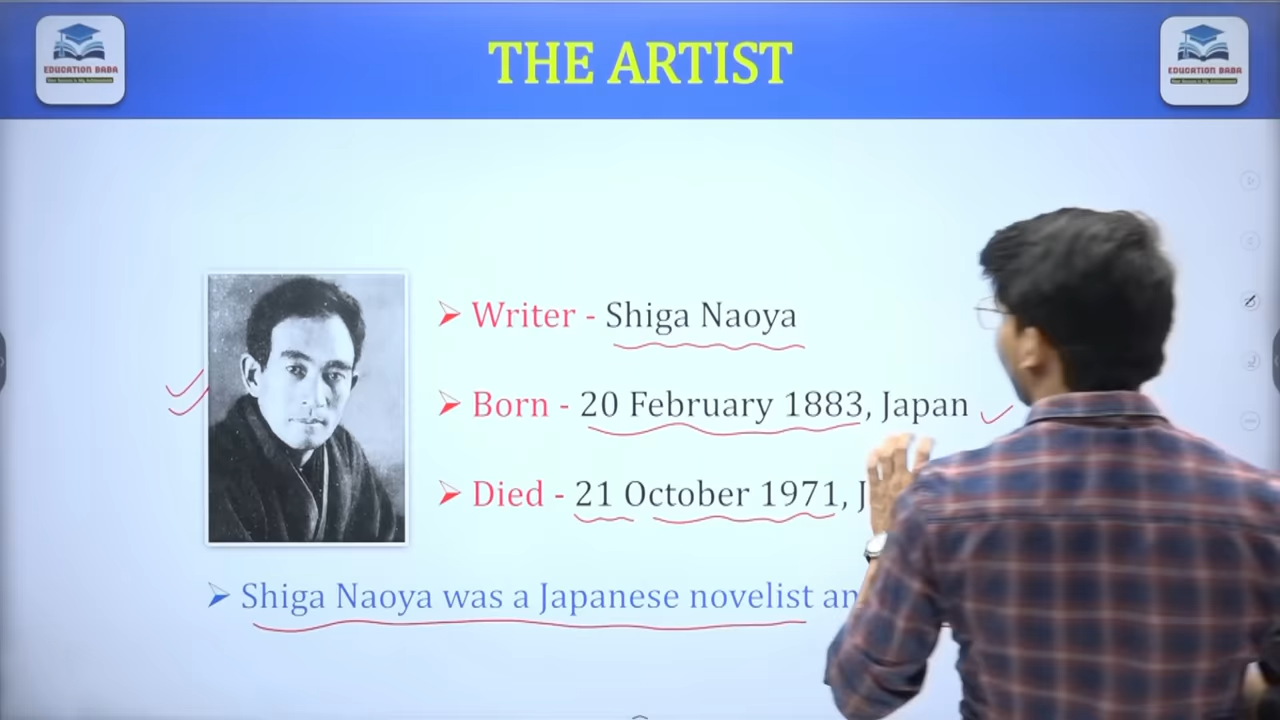 THE ARTIST
EDUCATION BABA
EDUCATION BABA
➢ Writer - Shiga Naoya
➢ Born - 20 February 1883, Japan
➢ Died - 21 October 1971, J
➢ Shiga Naoya was a Japanese novelist an